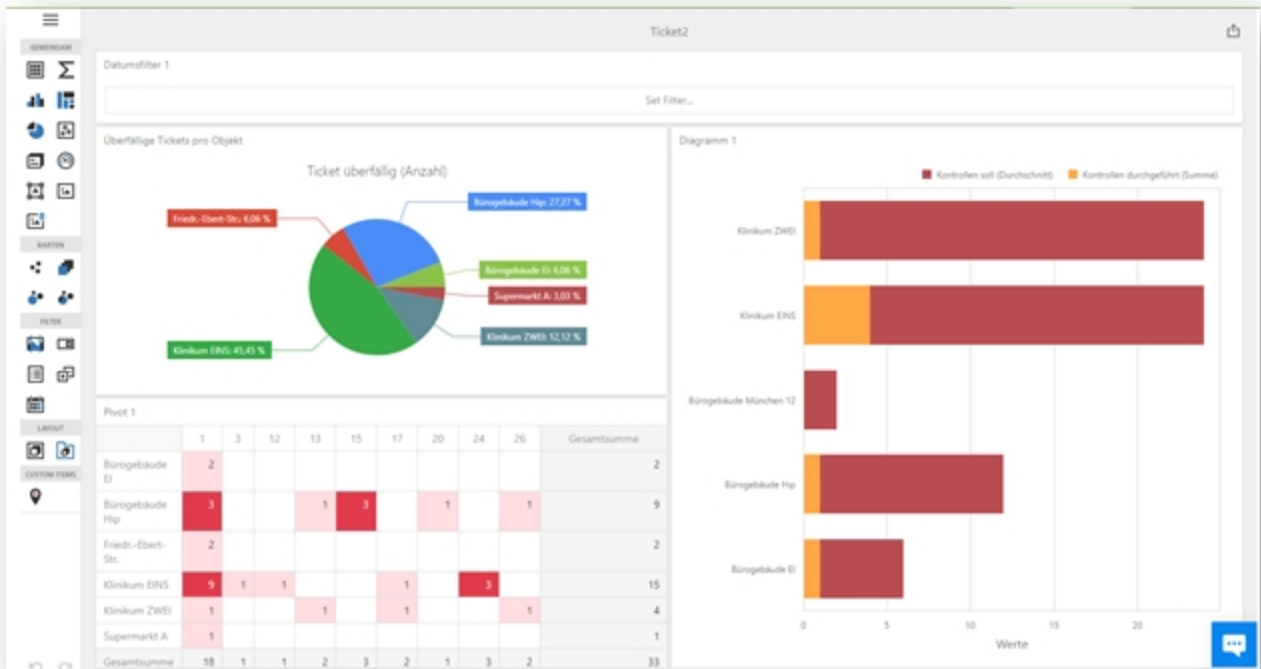 Ticket2
GEMEINSAM
KARTEN
FILTER
LAYOUT
CUSTOM ITEMS
Datumsfilter 1
Set Filter...
Überfällige Tickets pro Objekt
Ticket überfällig (Anzahl)
Bürogebäude Hip: 27,27 %
Friedr.-Ebert-Str.: 6,06 %
Bürogebäude El: 6,06 %
Supermarkt A: 3,03 %
Klinikum ZWEI: 12,12 %
Klinikum EINS: 45,45 %
Pivot 1
1 3 12 13 15 17 20 24 26 Gesamtsumme
Bürogebäude
El
2 2
Bürogebäude
Hip
3 1 3 1 1 9
Friedr.-Ebert-
Str.
2 2
Klinikum EINS 9 1 1 1 3 15
Klinikum ZWEI 1 1 1 1 4
Supermarkt A 1 1
Gesamtsumme 18 1 1 2 3 2 1 3 2 33
Diagramm 1
Kontrollen soll (Durchschnitt) Kontrollen durchgeführt (Summe)
Klinikum ZWEI
Klinikum EINS
Bürogebäude München 12
Bürogebäude Hip
Bürogebäude El
0 5 10 15 20
Werte